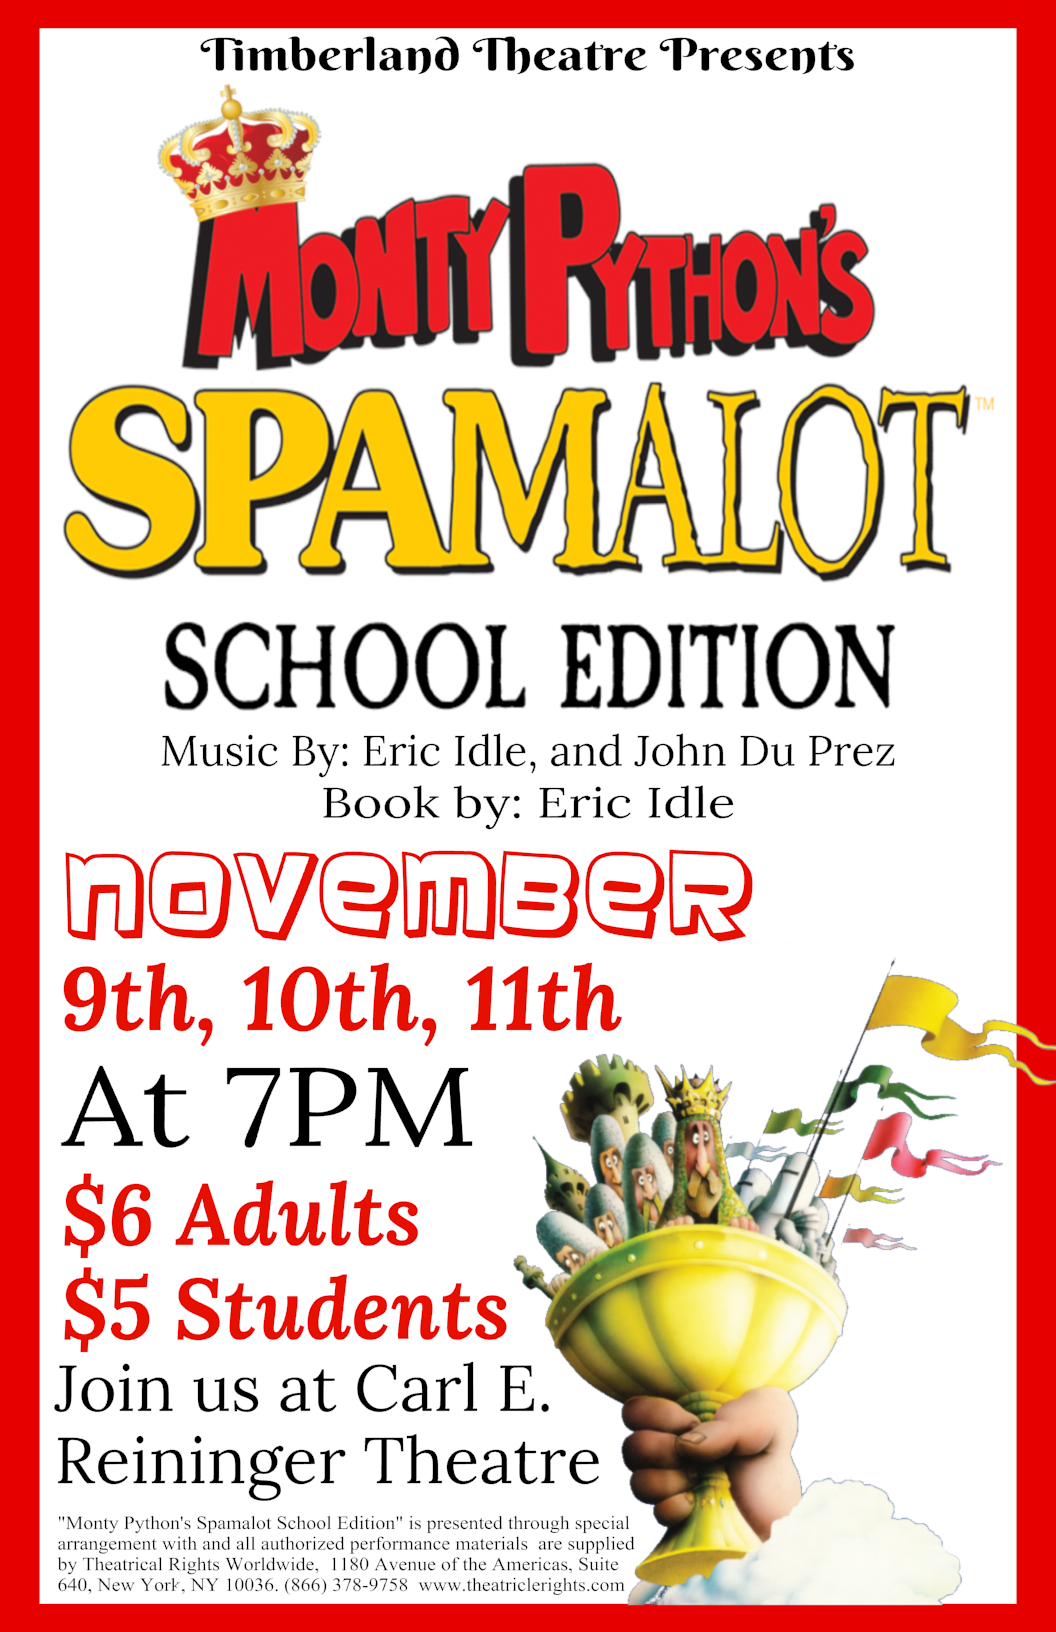 Timberland Theatre Presents
MONTY PYTHON'S
SPAMALOT™
SCHOOL EDITION
Music By: Eric Idle, and John Du Prez
Book by: Eric Idle
NOVEMBER
9th, 10th, 11th
At 7PM
$6 Adults
$5 Students
Join us at Carl E.
Reininger Theatre
"Monty Python's Spamalot School Edition" is presented through special
arrangement with and all authorized performance materials are supplied
by Theatrical Rights Worldwide, 1180 Avenue of the Americas, Suite
640, New York, NY 10036. (866) 378-9758 www.theatriclerights.com